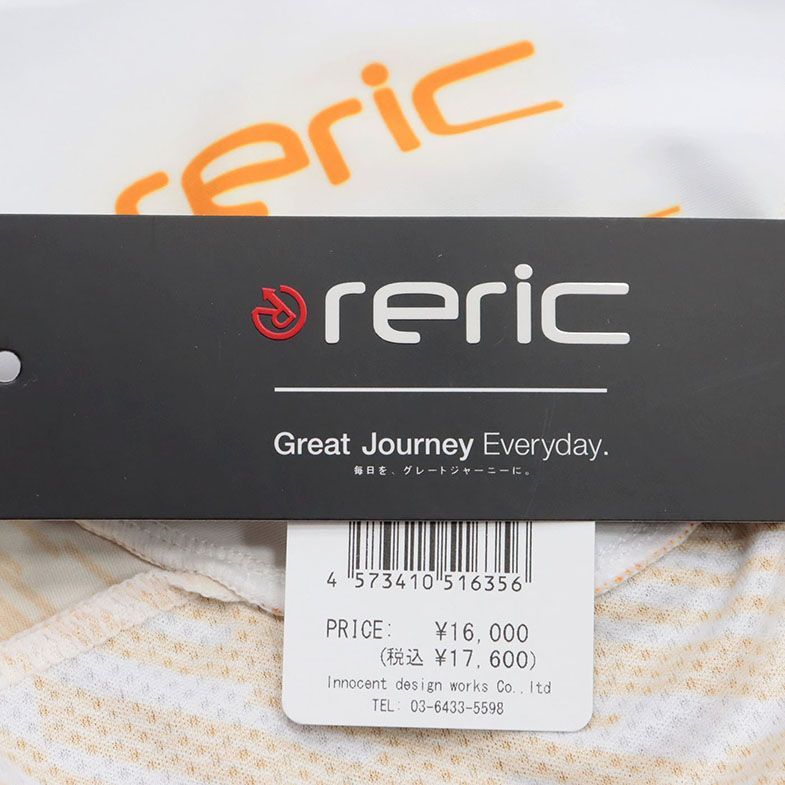 reric
reric
Great Journey Everyday.
毎日を、グレートジャーニーに。
4 573410 516356
PRICE: ¥16,000
(税込 ¥17,600)
Innocent design works Co.,ltd
TEL: 03-6433-5598